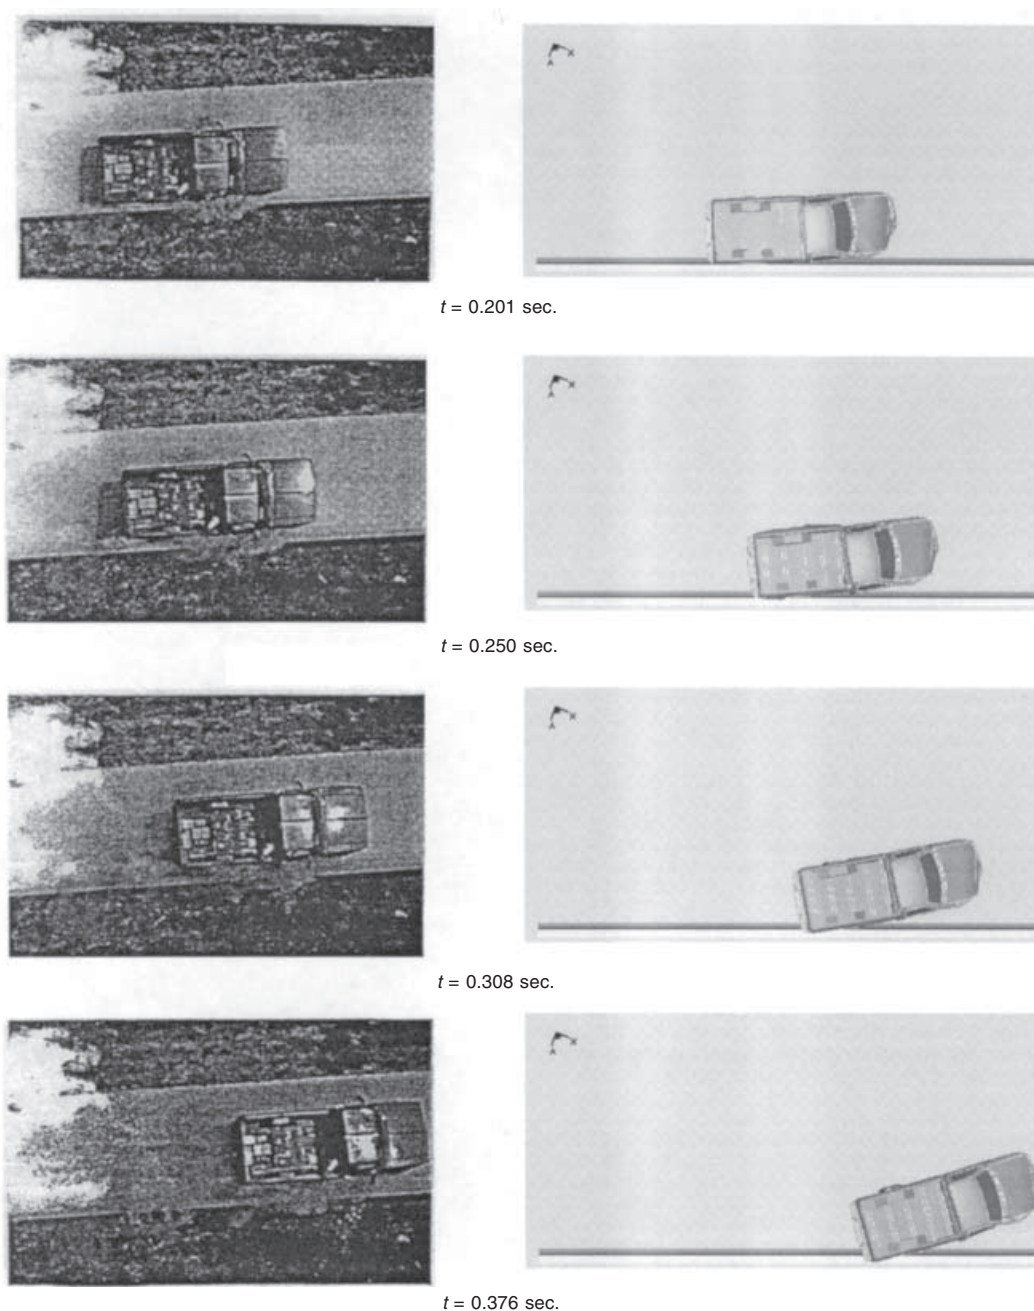 t = 0.201 sec.
t = 0.250 sec.
t = 0.308 sec.
t = 0.376 sec.